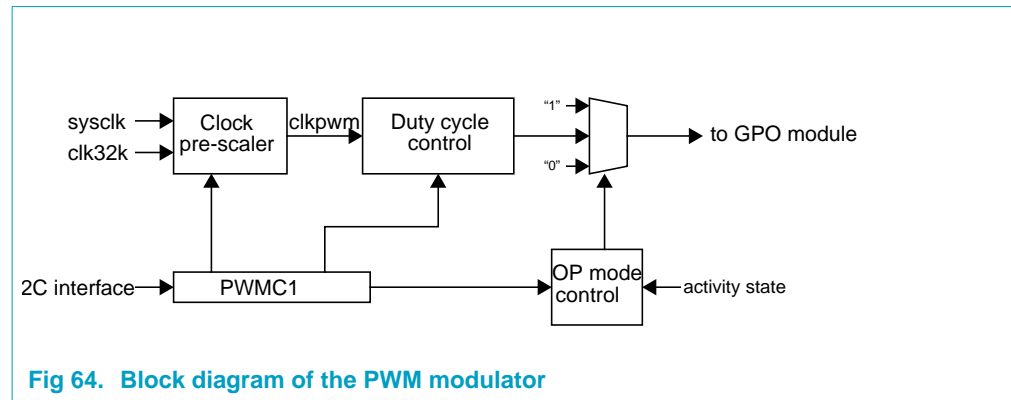 "1"
sysclk
clk32k
Clock
pre-scaler
clkpwm
Duty cycle
control
"0"
to GPO module
2C interface
PWMC1
OP mode
control
activity state
Fig 64. Block diagram of the PWM modulator